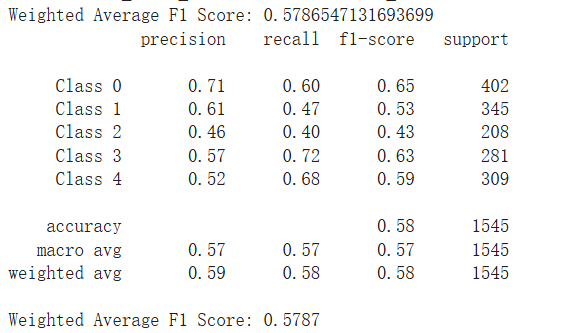 Weighted Average F1 Score: 0.5786547131693699
precision recall f1-score support
Class 0 0.71 0.60 0.65 402
Class 1 0.61 0.47 0.53 345
Class 2 0.46 0.40 0.43 208
Class 3 0.57 0.72 0.63 281
Class 4 0.52 0.68 0.59 309
accuracy 0.58 1545
macro avg 0.57 0.57 0.57 1545
weighted avg 0.59 0.58 0.58 1545
Weighted Average F1 Score: 0.5787